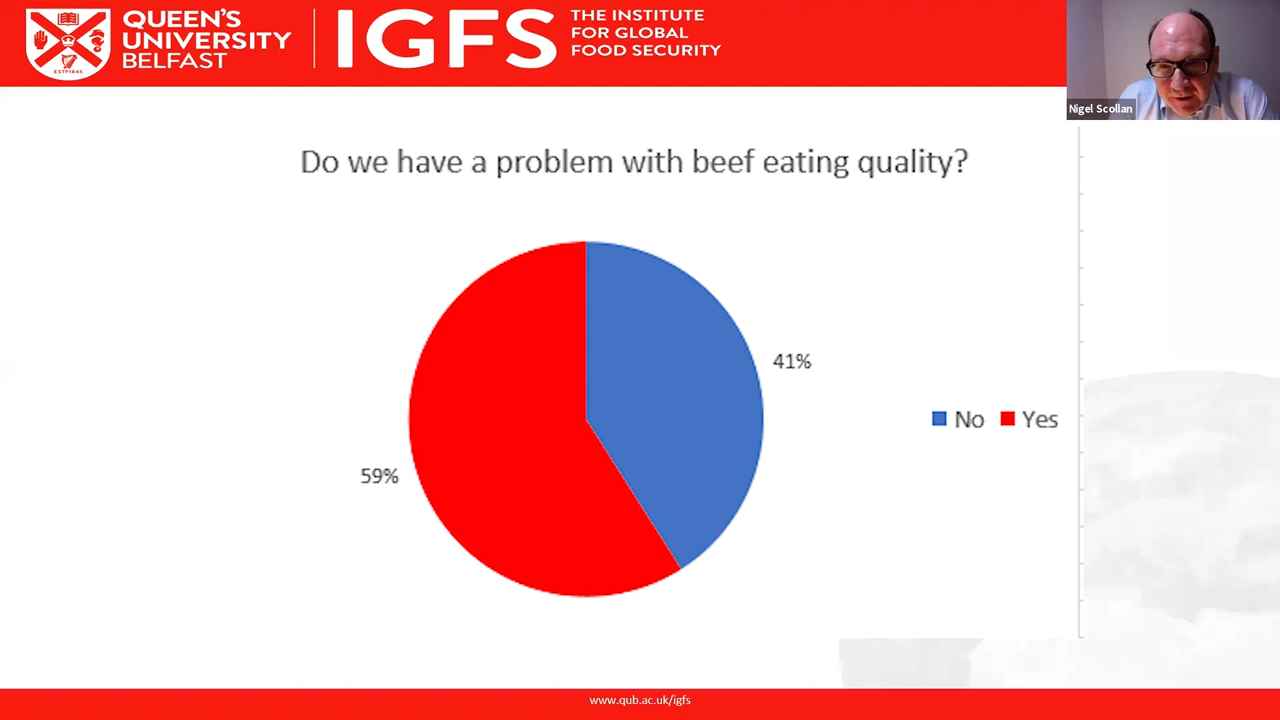 QUEEN'S
UNIVERSITY
BELFAST
ESTD1845
IGFS
THE INSTITUTE
FOR GLOBAL
FOOD SECURITY
Nigel Scollan
Do we have a problem with beef eating quality?
41%
59%
No Yes
www.qub.ac.uk/igfs